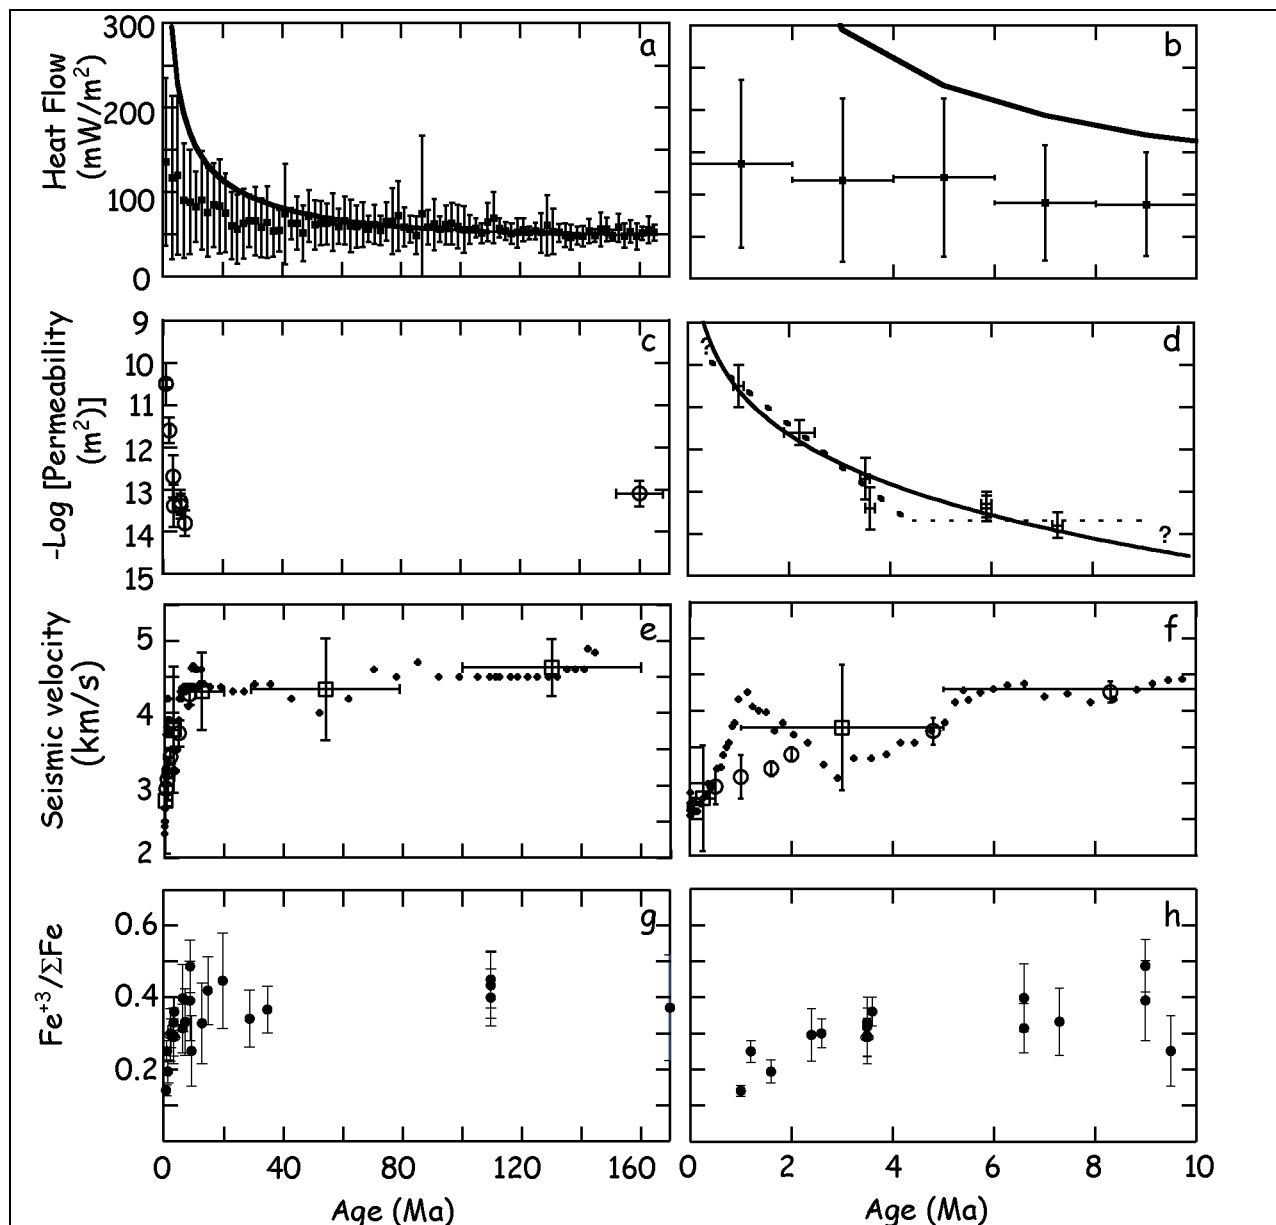 300
200
100
0
Heat Flow
(mW/m²)
a
b
9
10
11
12
13
14
15
-Log [Permeability
(m²)]
c
?
d
?
5
4
3
2
Seismic velocity
(km/s)
e
f
0.6
0.4
0.2
Fe⁺³/ΣFe
g
h
0 40 80 120 160
0 2 4 6 8 10
Age (Ma)
Age (Ma)